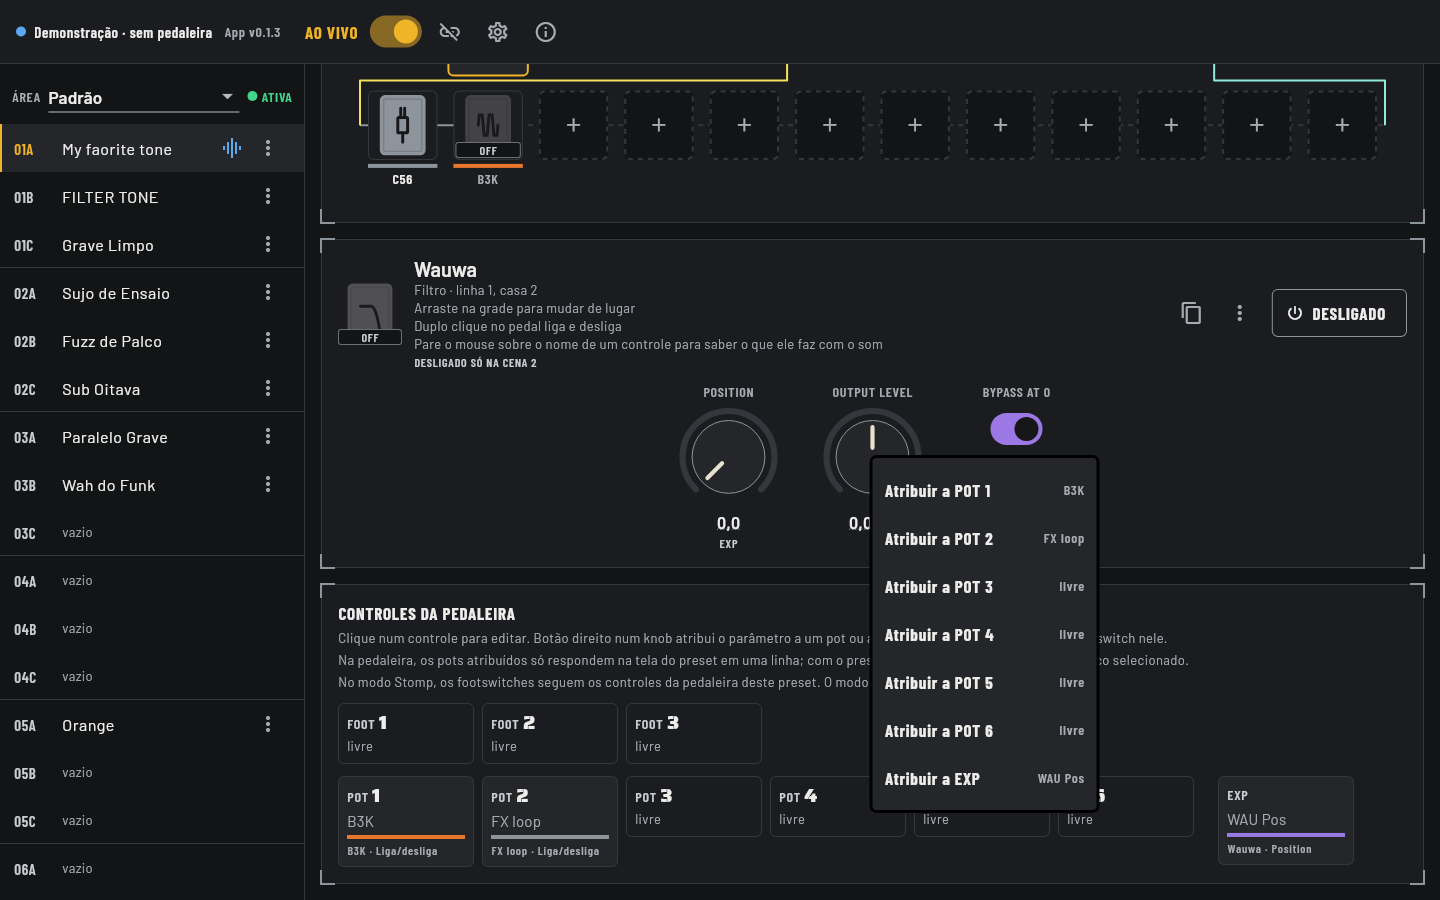 Demonstração · sem pedaleira
App v0.1.3
AO VIVO
ÁREA
Padrão
ATIVA
01A My faorite tone
01B FILTER TONE
01C Grave Limpo
02A Sujo de Ensaio
02B Fuzz de Palco
02C Sub Oitava
03A Paralelo Grave
03B Wah do Funk
03C vazio
04A vazio
04B vazio
04C vazio
05A Orange
05B vazio
05C vazio
06A vazio
OFF
C56
B3K
Wauwa
Filtro · linha 1, casa 2
Arraste na grade para mudar de lugar
Duplo clique no pedal liga e desliga
Pare o mouse sobre o nome de um controle para saber o que ele faz com o som
DESLIGADO SÓ NA CENA 2
OFF
DESLIGADO
POSITION
OUTPUT LEVEL
BYPASS AT 0
0,0
EXP
0,0
Atribuir a POT 1 B3K
Atribuir a POT 2 FX loop
Atribuir a POT 3 livre
Atribuir a POT 4 livre
Atribuir a POT 5 livre
Atribuir a POT 6 livre
Atribuir a EXP WAU Pos
CONTROLES DA PEDALEIRA
Clique num controle para editar. Botão direito num knob atribui o parâmetro a um pot ou switch nele.
Na pedaleira, os pots atribuídos só respondem na tela do preset em uma linha; com o selecionado.
No modo Stomp, os footswitches seguem os controles da pedaleira deste preset. O modo
FOOT 1
livre
FOOT 2
livre
FOOT 3
livre
POT 1
B3K
B3K · Liga/desliga
POT 2
FX loop
FX loop · Liga/desliga
POT 3
livre
POT 4
livre
livre
livre
EXP
WAU Pos
Wauwa · Position